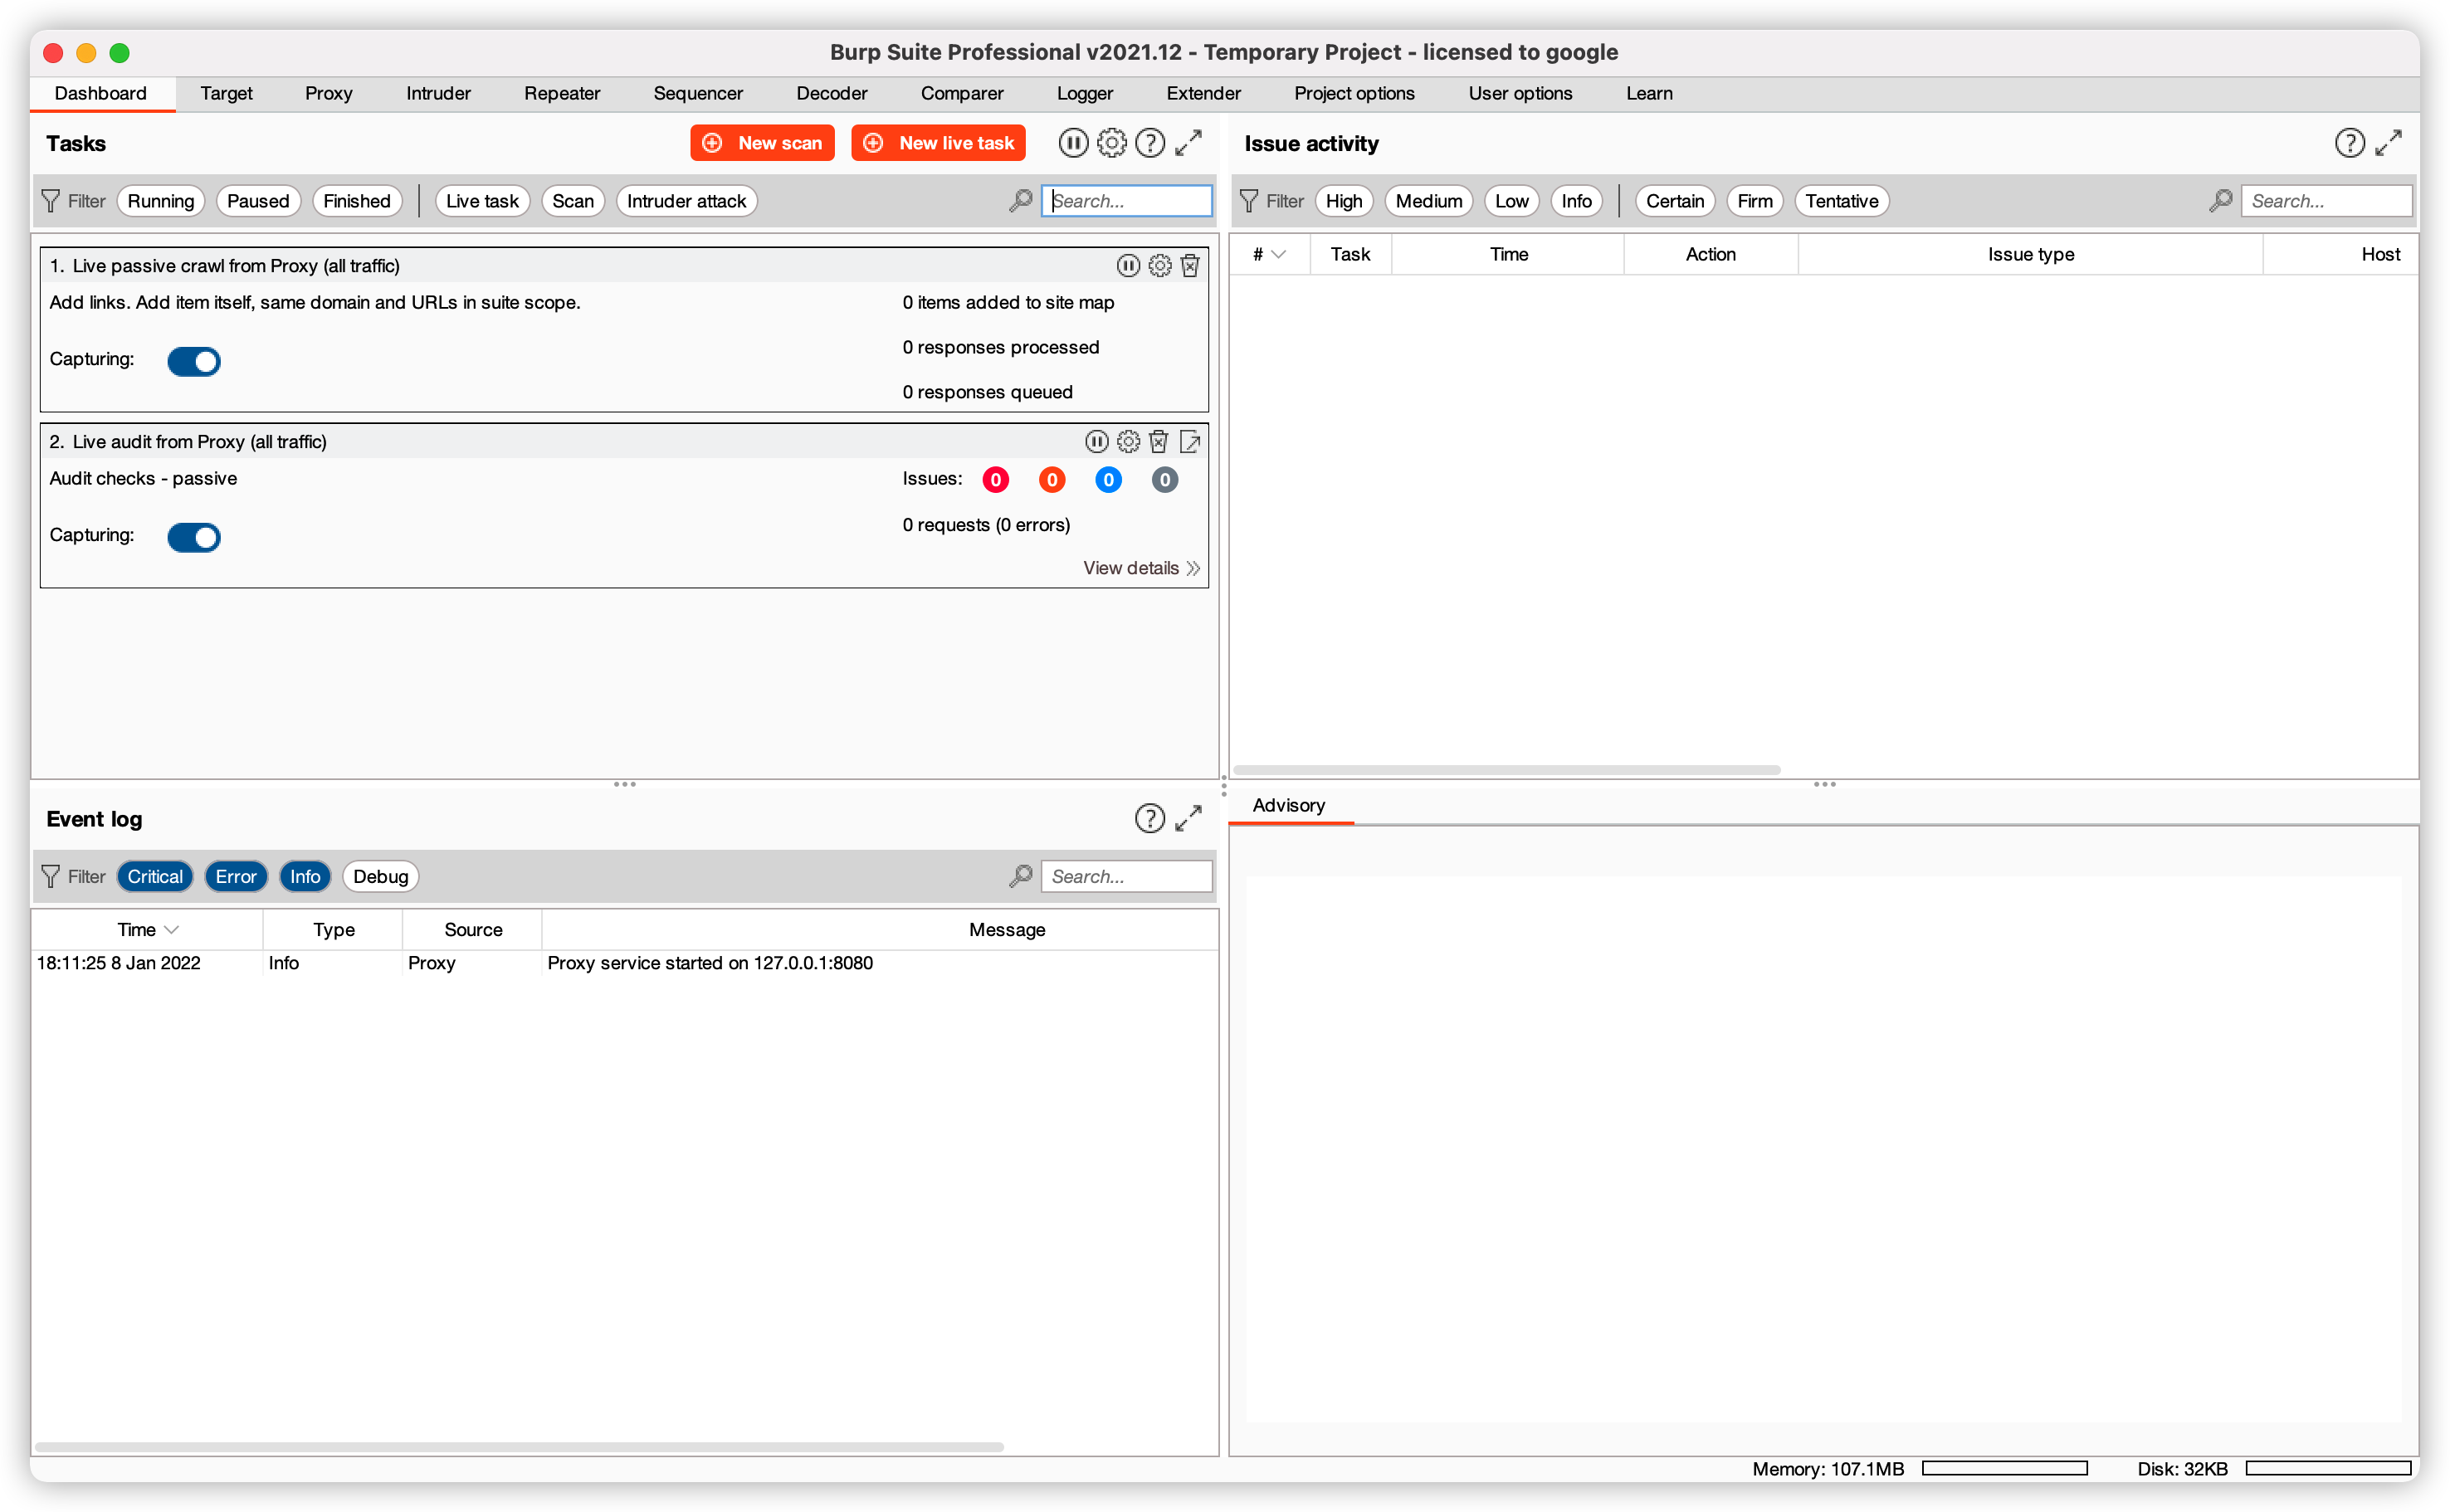 Burp Suite Professional v2021.12 - Temporary Project - licensed to google
Dashboard Target Proxy Intruder Repeater Sequencer Decoder Comparer Logger Extender Project options User options Learn
Tasks
New scan New live task
Filter Running Paused Finished Live task Scan Intruder attack Search...
1. Live passive crawl from Proxy (all traffic)
Add links. Add item itself, same domain and URLs in suite scope. 0 items added to site map
0 responses processed
Capturing:
0 responses queued
2. Live audit from Proxy (all traffic)
Audit checks - passive Issues: 0 0 0 0
0 requests (0 errors)
Capturing:
View details
Issue activity
Filter High Medium Low Info Certain Firm Tentative Search...
# Task Time Action Issue type Host
Event log
Filter Critical Error Info Debug Search...
Time Type Source Message
18:11:25 8 Jan 2022 Info Proxy Proxy service started on 127.0.0.1:8080
Advisory
Memory: 107.1MB Disk: 32KB